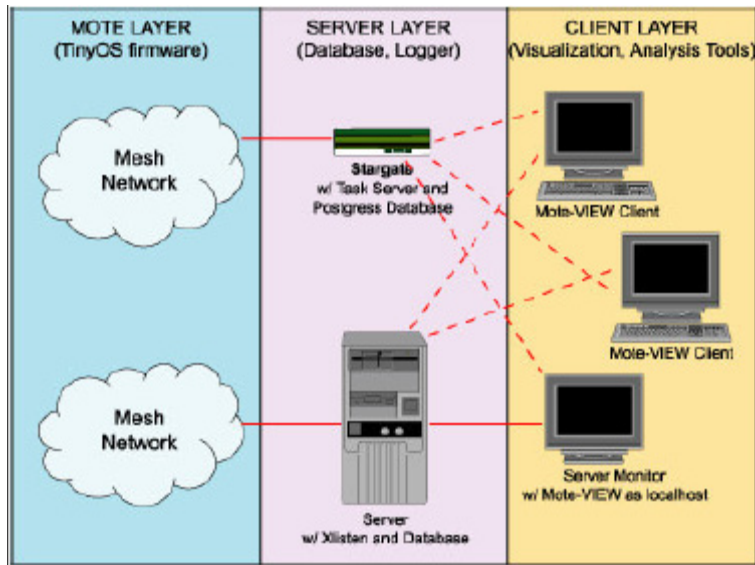 MOTE LAYER
(TinyOS firmware)
SERVER LAYER
(Database, Logger)
CLIENT LAYER
(Visualization, Analysis Tools)
Mesh
Network
Stargate
w/ Task Server and
Postgress Database
Mote-VIEW Client
Mote-VIEW Client
Mesh
Network
Server
w/ Xlisten and Database
Server Monitor
w/ Mote-VIEW as localhost